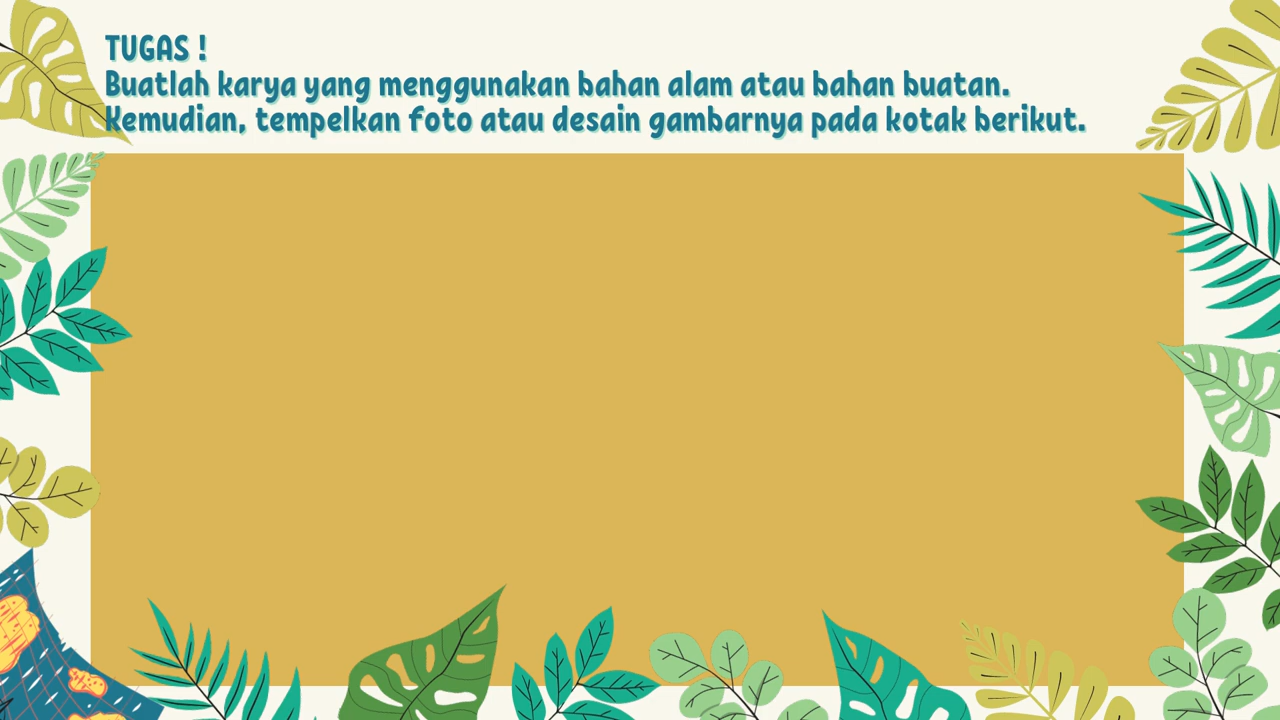 TUGAS !
Buatlah karya yang menggunakan bahan alam atau bahan buatan.
Kemudian, tempelkan foto atau desain gambarnya pada kotak berikut.